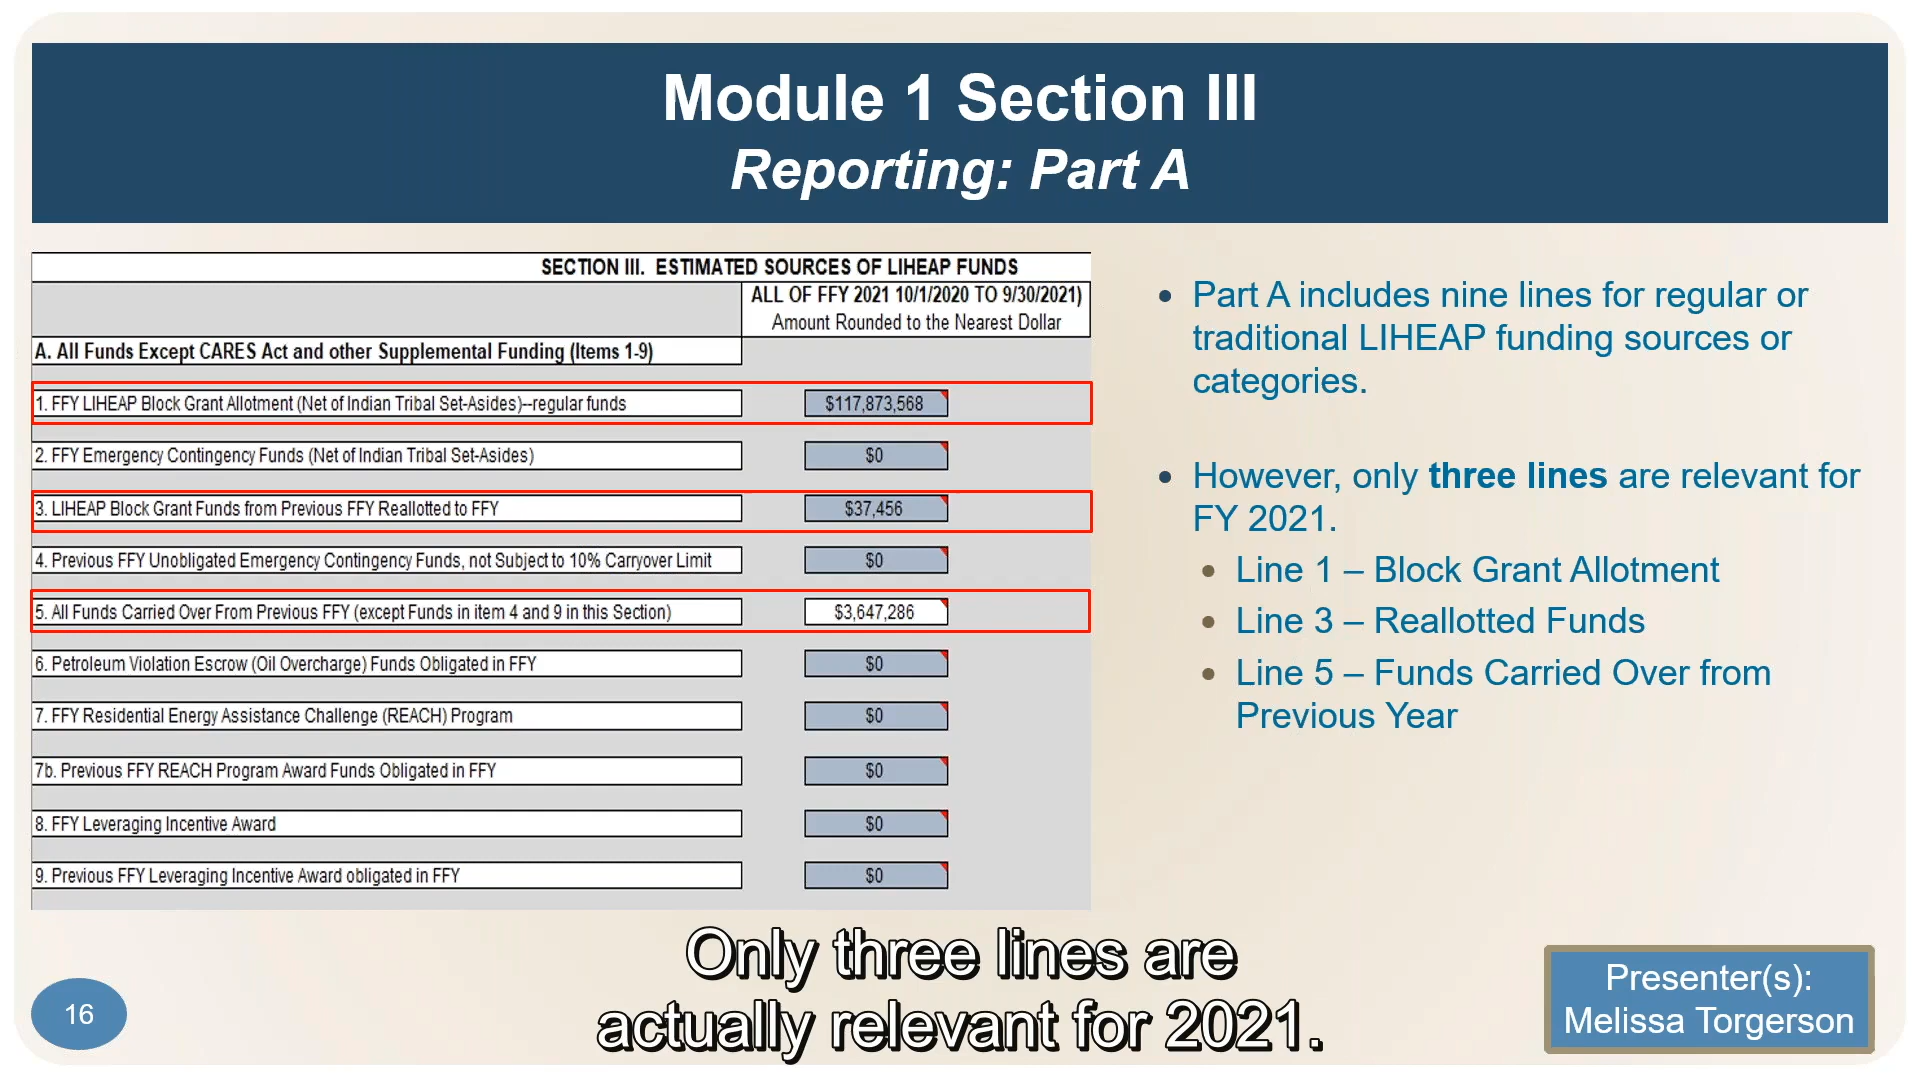 Module 1 Section III
Reporting: Part A
SECTION III. ESTIMATED SOURCES OF LIHEAP FUNDS
ALL OF FFY 2021 10/1/2020 TO 9/30/2021)
Amount Rounded to the Nearest Dollar
A. All Funds Except CARES Act and other Supplemental Funding (Items 1-9)
1. FFY LIHEAP Block Grant Allotment (Net of Indian Tribal Set-Asides)--regular funds $117,873,568
2. FFY Emergency Contingency Funds (Net of Indian Tribal Set-Asides) $0
3. LIHEAP Block Grant Funds from Previous FFY Reallotted to FFY $37,456
4. Previous FFY Unobligated Emergency Contingency Funds, not Subject to 10% Carryover Limit $0
5. All Funds Carried Over From Previous FFY (except Funds in item 4 and 9 in this Section) $3,647,286
6. Petroleum Violation Escrow (Oil Overcharge) Funds Obligated in FFY $0
7. FFY Residential Energy Assistance Challenge (REACH) Program $0
7b. Previous FFY REACH Program Award Funds Obligated in FFY $0
8. FFY Leveraging Incentive Award $0
9. Previous FFY Leveraging Incentive Award obligated in FFY $0
• Part A includes nine lines for regular or
traditional LIHEAP funding sources or
categories.
• However, only three lines are relevant for
FY 2021.
• Line 1 – Block Grant Allotment
• Line 3 – Reallotted Funds
• Line 5 – Funds Carried Over from
Previous Year
Only three lines are
actually relevant for 2021.
16
Presenter(s):
Melissa Torgerson